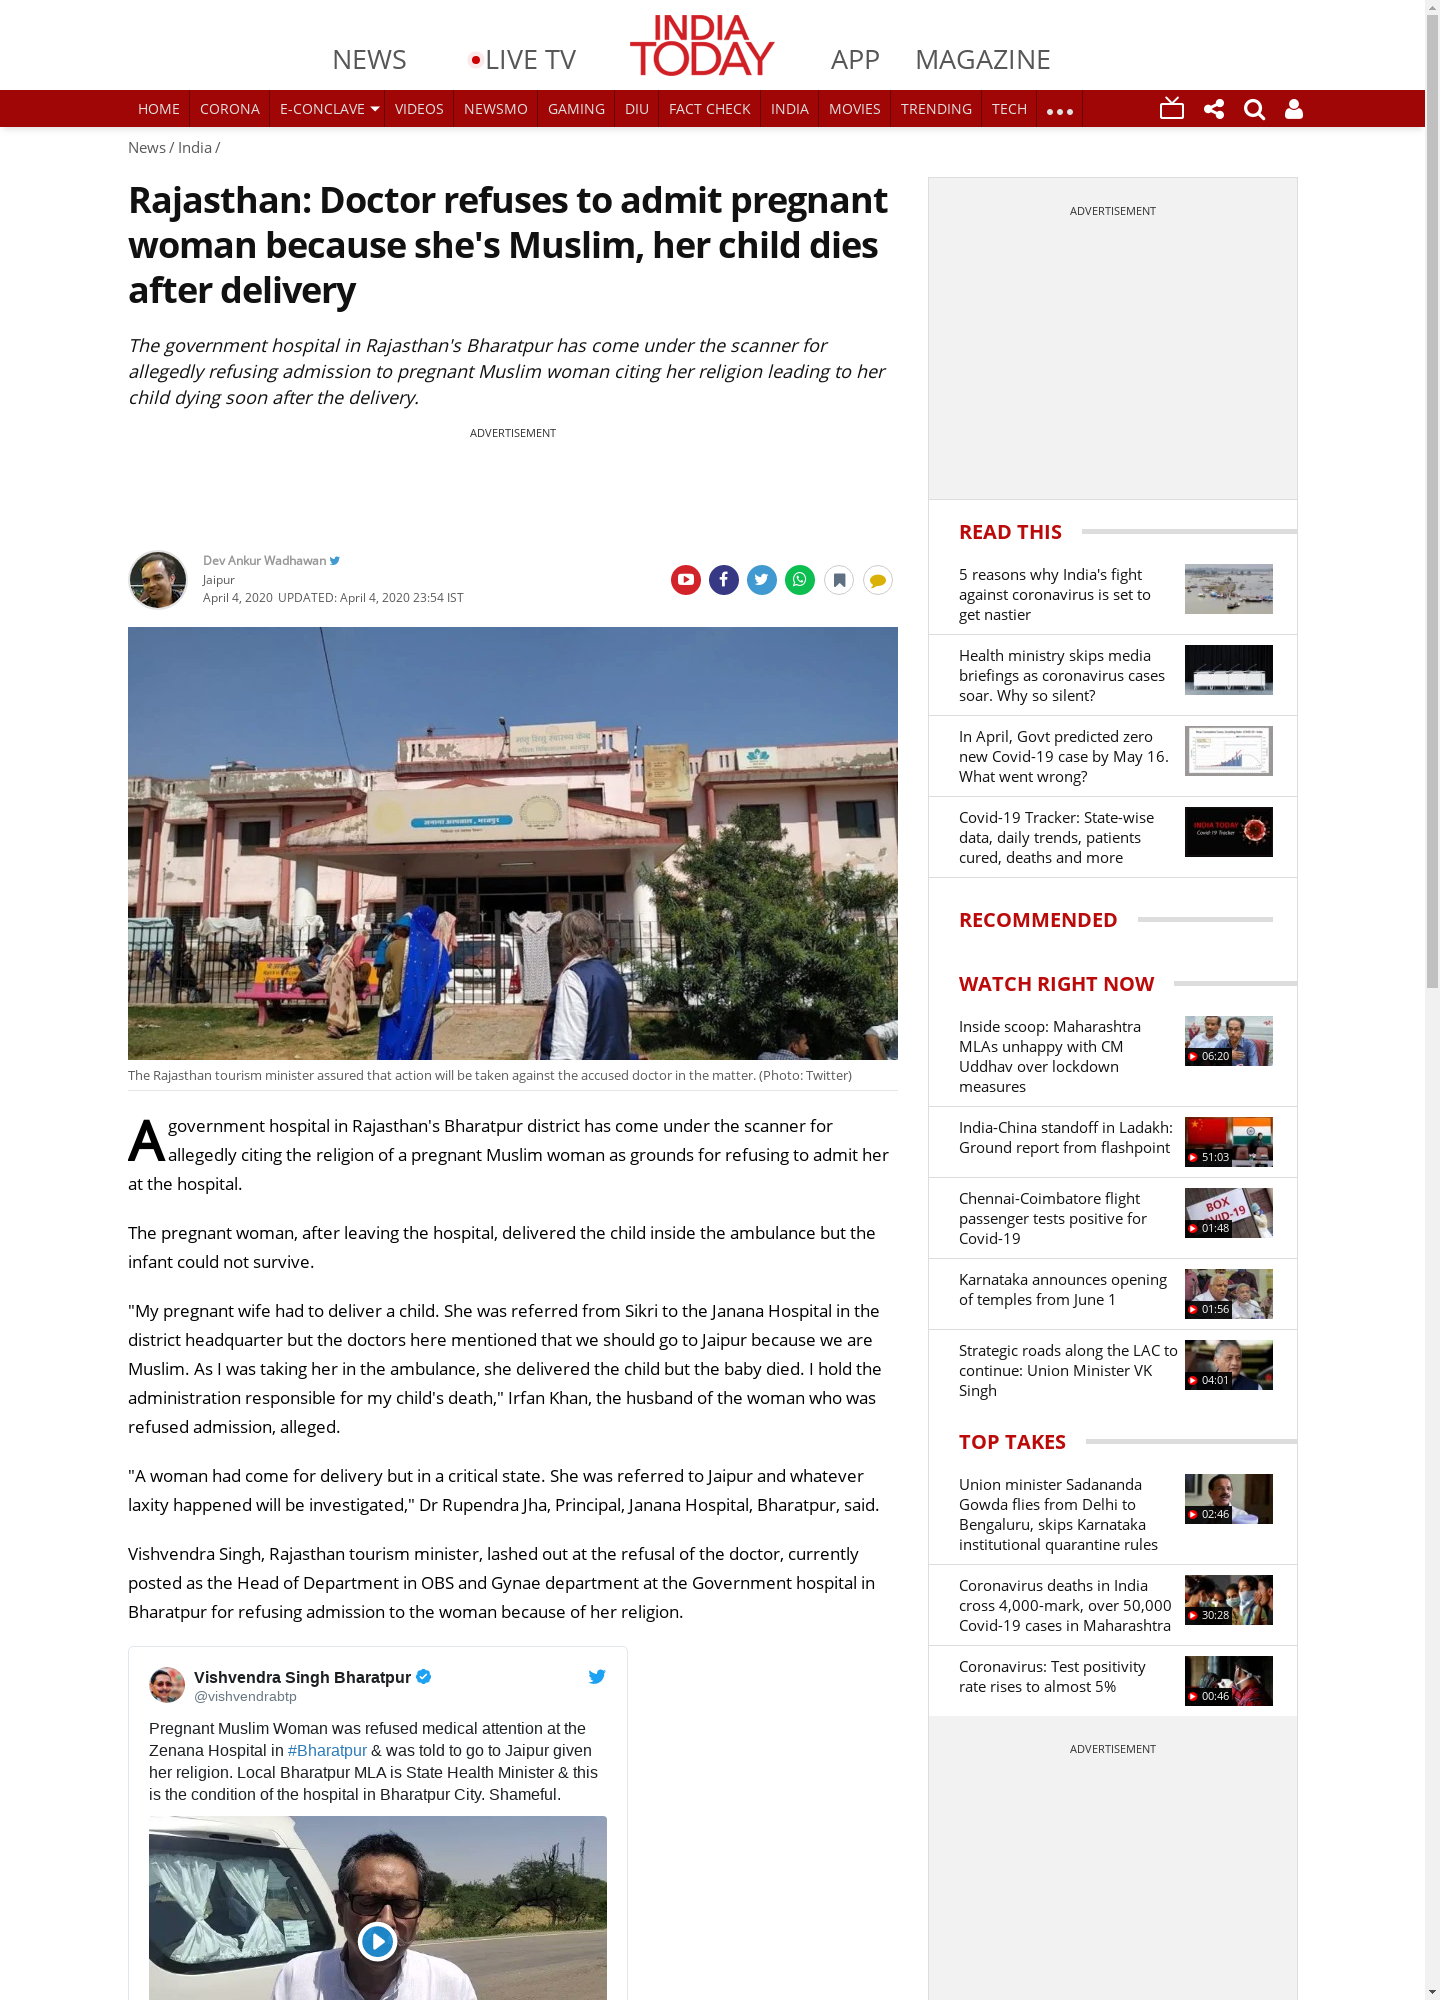 NEWS
LIVE TV
INDIA
TODAY
APP
MAGAZINE
HOME
CORONA
E-CONCLAVE
VIDEOS
NEWSMO
GAMING
DIU
FACT CHECK
INDIA
MOVIES
TRENDING
TECH
News / India /
Rajasthan: Doctor refuses to admit pregnant
woman because she's Muslim, her child dies
after delivery
The government hospital in Rajasthan's Bharatpur has come under the scanner for
allegedly refusing admission to pregnant Muslim woman citing her religion leading to her
child dying soon after the delivery.
ADVERTISEMENT
Dev Ankur Wadhawan
Jaipur
April 4, 2020 UPDATED: April 4, 2020 23:54 IST
मातृ शिशु स्वास्थ्य केन्द्र
जनाना अस्पताल, भरतपुर
The Rajasthan tourism minister assured that action will be taken against the accused doctor in the matter. (Photo: Twitter)
A government hospital in Rajasthan's Bharatpur district has come under the scanner for
allegedly citing the religion of a pregnant Muslim woman as grounds for refusing to admit her
at the hospital.
The pregnant woman, after leaving the hospital, delivered the child inside the ambulance but the
infant could not survive.
"My pregnant wife had to deliver a child. She was referred from Sikri to the Janana Hospital in the
district headquarter but the doctors here mentioned that we should go to Jaipur because we are
Muslim. As I was taking her in the ambulance, she delivered the child but the baby died. I hold the
administration responsible for my child's death," Irfan Khan, the husband of the woman who was
refused admission, alleged.
"A woman had come for delivery but in a critical state. She was referred to Jaipur and whatever
laxity happened will be investigated," Dr Rupendra Jha, Principal, Janana Hospital, Bharatpur, said.
Vishvendra Singh, Rajasthan tourism minister, lashed out at the refusal of the doctor, currently
posted as the Head of Department in OBS and Gynae department at the Government hospital in
Bharatpur for refusing admission to the woman because of her religion.
Vishvendra Singh Bharatpur
@vishvendrabtp
Pregnant Muslim Woman was refused medical attention at the
Zenana Hospital in #Bharatpur & was told to go to Jaipur given
her religion. Local Bharatpur MLA is State Health Minister & this
is the condition of the hospital in Bharatpur City. Shameful.
ADVERTISEMENT
READ THIS
5 reasons why India's fight
against coronavirus is set to
get nastier
Health ministry skips media
briefings as coronavirus cases
soar. Why so silent?
In April, Govt predicted zero
new Covid-19 case by May 16.
What went wrong?
Covid-19 Tracker: State-wise
data, daily trends, patients
cured, deaths and more
INDIA TODAY
Covid-19 Tracker
RECOMMENDED
WATCH RIGHT NOW
Inside scoop: Maharashtra
MLAs unhappy with CM
Uddhav over lockdown
measures
06:20
India-China standoff in Ladakh:
Ground report from flashpoint
51:03
Chennai-Coimbatore flight
passenger tests positive for
Covid-19
BOX
01:48
Karnataka announces opening
of temples from June 1
01:56
Strategic roads along the LAC to
continue: Union Minister VK
Singh
04:01
TOP TAKES
Union minister Sadananda
Gowda flies from Delhi to
Bengaluru, skips Karnataka
institutional quarantine rules
02:46
Coronavirus deaths in India
cross 4,000-mark, over 50,000
Covid-19 cases in Maharashtra
30:28
Coronavirus: Test positivity
rate rises to almost 5%
00:46
ADVERTISEMENT